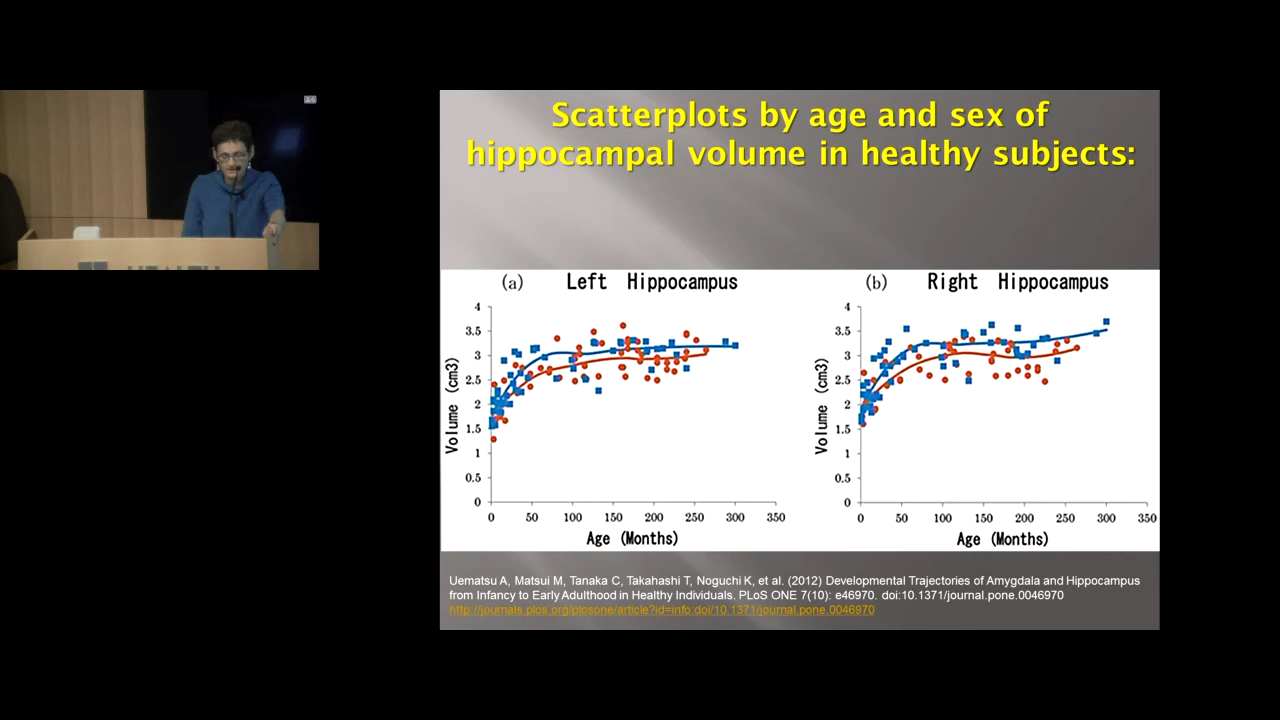 Scatterplots by age and sex of
hippocampal volume in healthy subjects:
(a) Left Hippocampus
4
3.5
3
2.5
2
1.5
1
0.5
0
Volume (cm3)
0 50 100 150 200 250 300 350
Age (Months)
(b) Right Hippocampus
4
3.5
3
2.5
2
1.5
1
0.5
0
Volume (cm3)
0 50 100 150 200 250 300 350
Age (Months)
Uematsu A, Matsui M, Tanaka C, Takahashi T, Noguchi K, et al. (2012) Developmental Trajectories of Amygdala and Hippocampus
from Infancy to Early Adulthood in Healthy Individuals. PLoS ONE 7(10): e46970. doi:10.1371/journal.pone.0046970
http://journals.plos.org/plosone/article?id=info:doi/10.1371/journal.pone.0046970